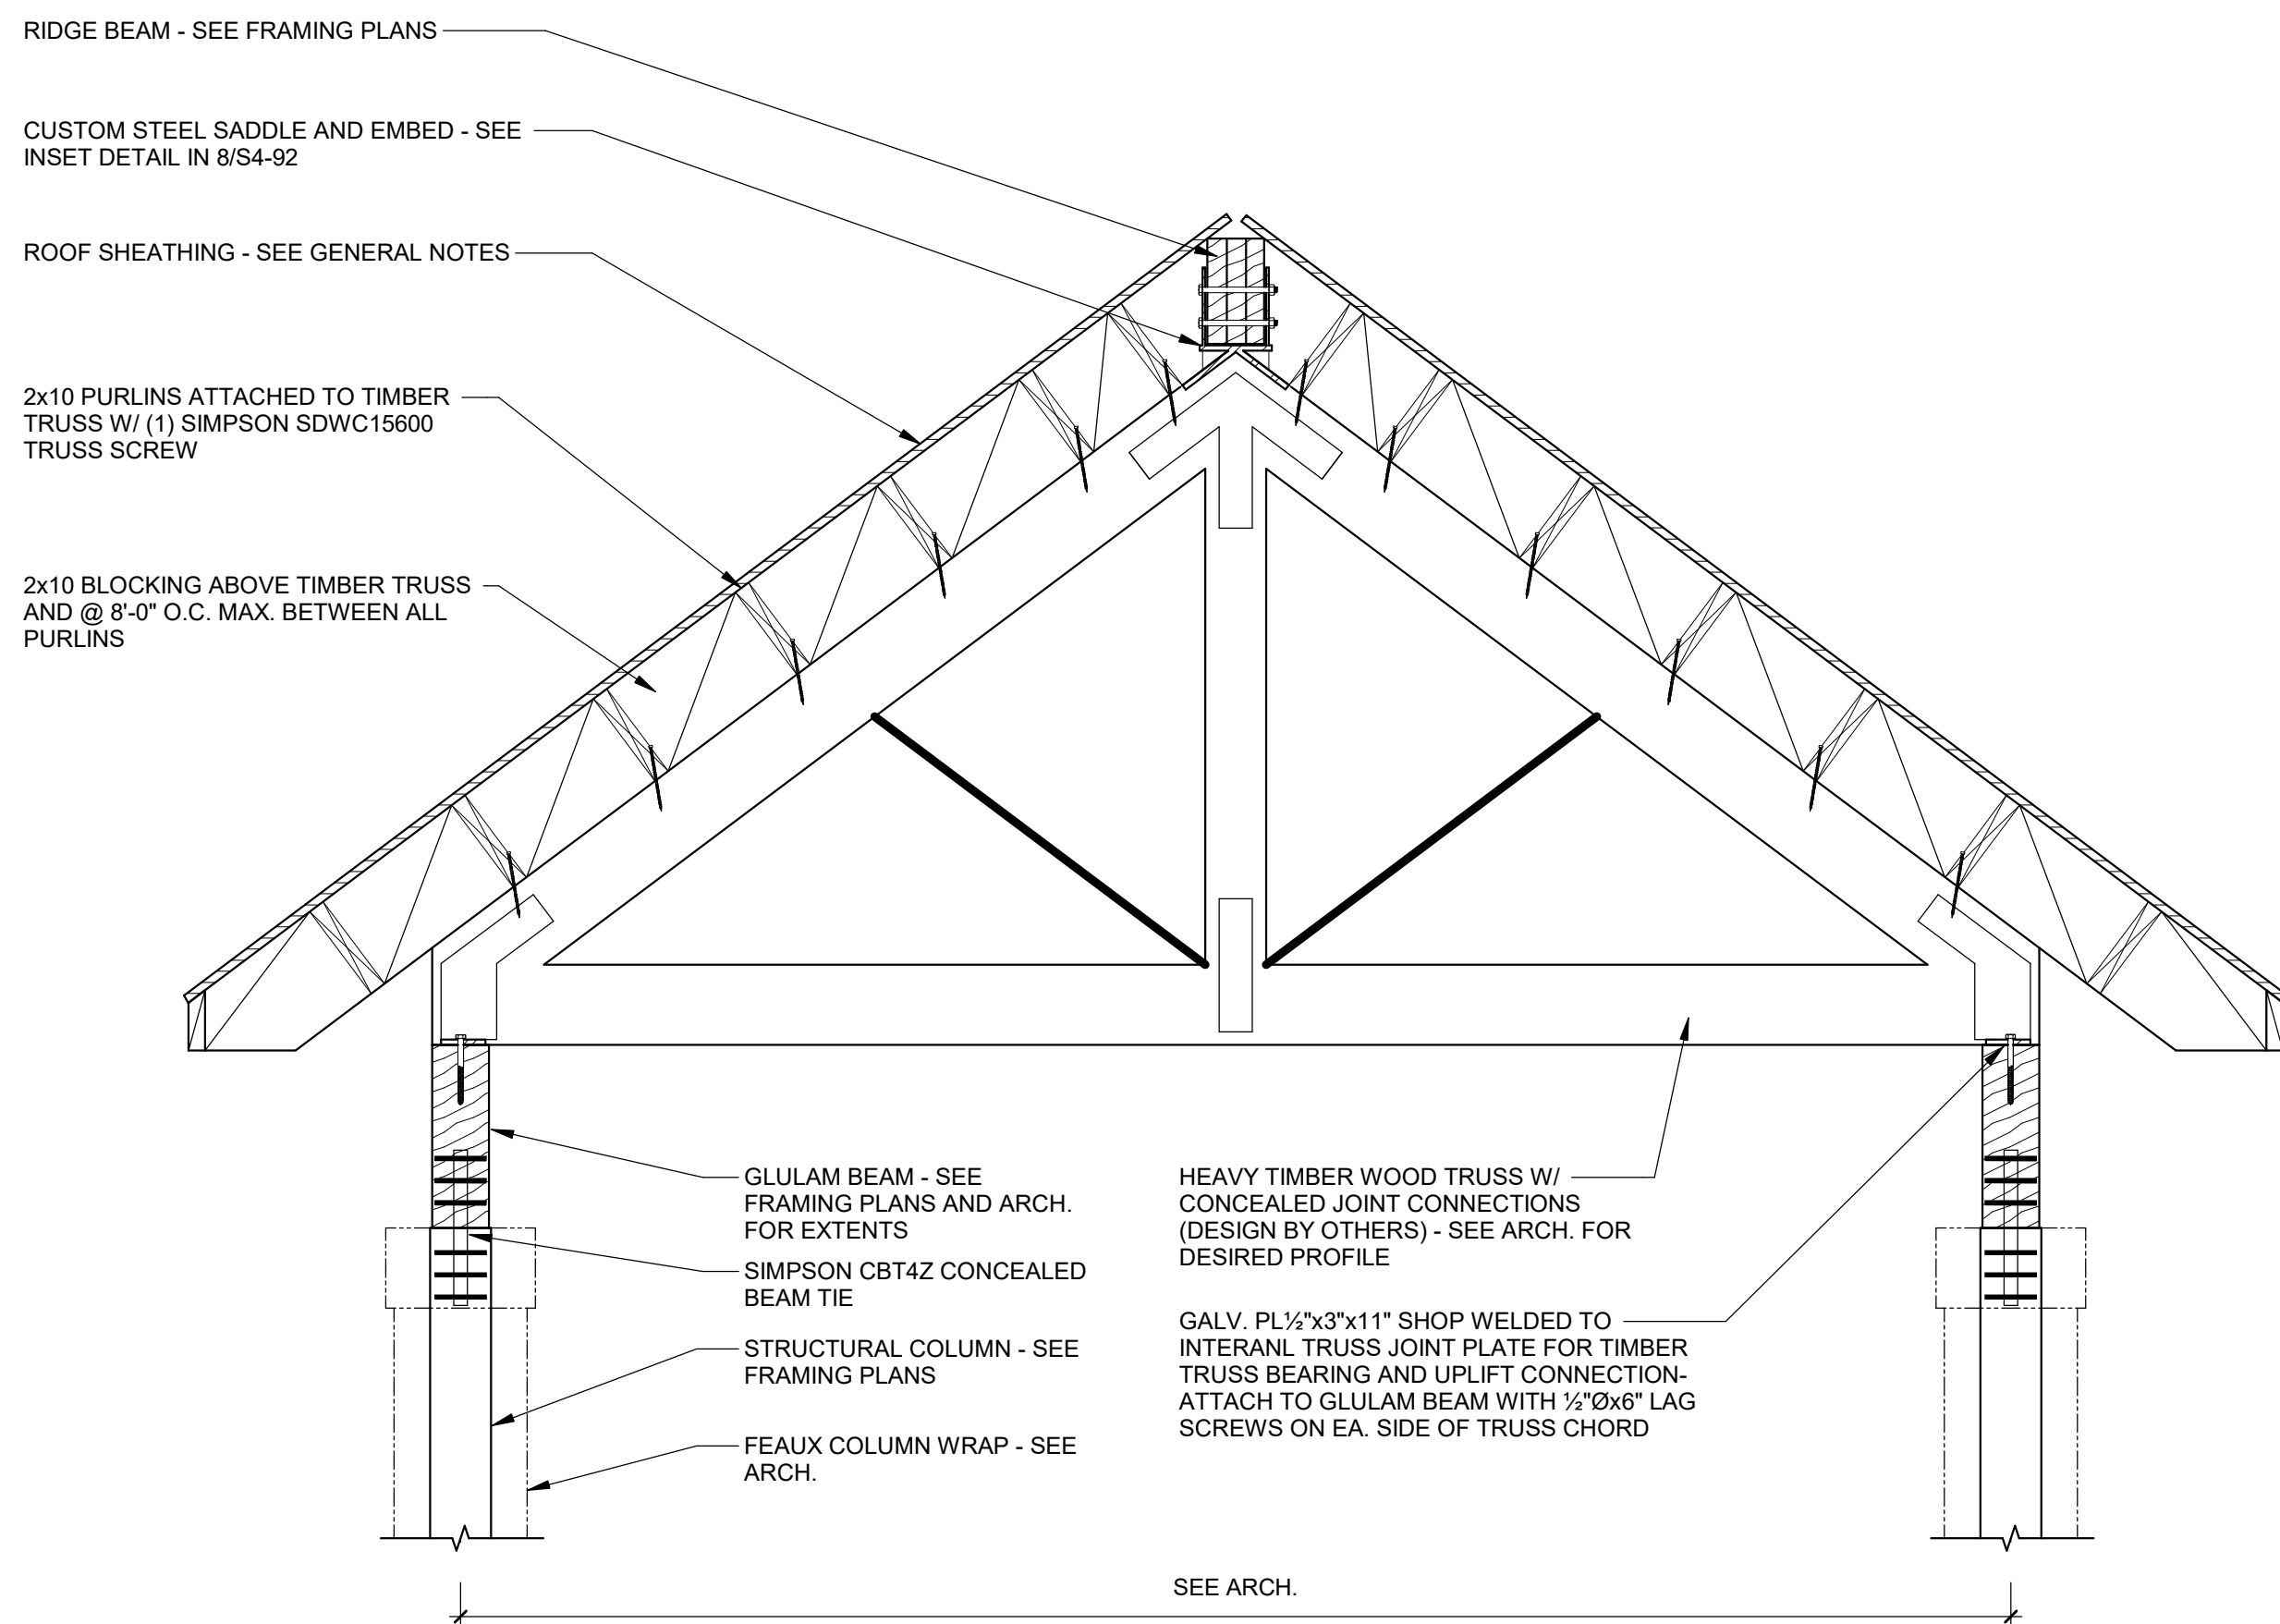 RIDGE BEAM - SEE FRAMING PLANS
CUSTOM STEEL SADDLE AND EMBED - SEE
INSET DETAIL IN 8/S4-92
ROOF SHEATHING - SEE GENERAL NOTES
2x10 PURLINS ATTACHED TO TIMBER
TRUSS W/ (1) SIMPSON SDWC15600
TRUSS SCREW
2x10 BLOCKING ABOVE TIMBER TRUSS
AND @ 8'-0" O.C. MAX. BETWEEN ALL
PURLINS
GLULAM BEAM - SEE
FRAMING PLANS AND ARCH.
FOR EXTENTS
SIMPSON CBT4Z CONCEALED
BEAM TIE
STRUCTURAL COLUMN - SEE
FRAMING PLANS
FEAUX COLUMN WRAP - SEE
ARCH.
HEAVY TIMBER WOOD TRUSS W/
CONCEALED JOINT CONNECTIONS
(DESIGN BY OTHERS) - SEE ARCH. FOR
DESIRED PROFILE
GALV. PL½"x3"x11" SHOP WELDED TO
INTERANL TRUSS JOINT PLATE FOR TIMBER
TRUSS BEARING AND UPLIFT CONNECTION-
ATTACH TO GLULAM BEAM WITH ½"Øx6" LAG
SCREWS ON EA. SIDE OF TRUSS CHORD
SEE ARCH.